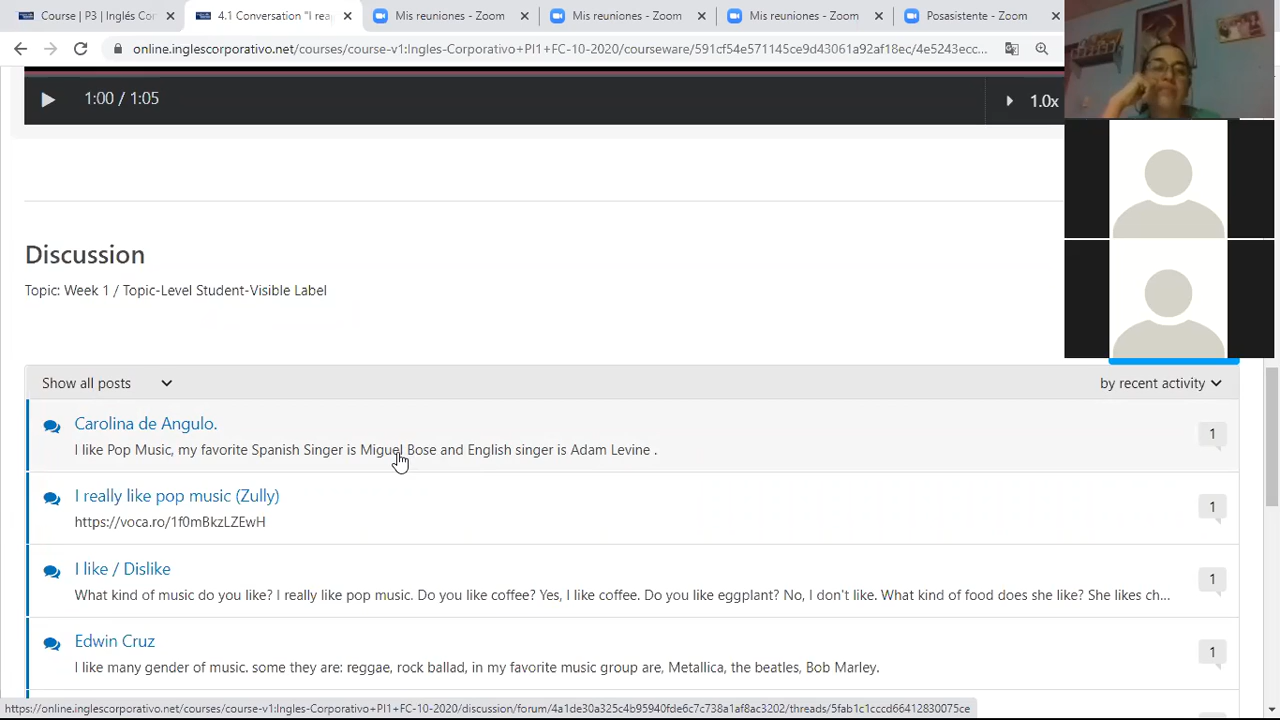 Course | P3 | Inglés Co
4.1 Conversation "I rea
Mis reuniones - Zoom
Mis reuniones - Zoom
Mis reuniones - Zoom
Posasistente - Zoom
online.inglescorporativo.net/courses/course-v1:Ingles-Corporativo+PI1+FC-10-2020/courseware/591cf54e571145ce9d43061a92af18ec/4e5243ecc...
1:00 / 1:05
1.0x
Discussion
Topic: Week 1 / Topic-Level Student-Visible Label
Show all posts
by recent activity
Carolina de Angulo.
I like Pop Music, my favorite Spanish Singer is Miguel Bose and English singer is Adam Levine .
1
I really like pop music (Zully)
https://voca.ro/1f0mBkzLZEwH
1
I like / Dislike
What kind of music do you like? I really like pop music. Do you like coffee? Yes, I like coffee. Do you like eggplant? No, I don't like. What kind of food does she like? She likes ch...
1
Edwin Cruz
I like many gender of music. some they are: reggae, rock ballad, in my favorite music group are, Metallica, the beatles, Bob Marley.
1
https://online.inglescorporativo.net/courses/course-v1:Ingles-Corporativo+PI1+FC-10-2020/discussion/forum/4a1de30a325c4b95940fde6c7c738a1af8ac3202/threads/5fab1c1cccd66412830075ce